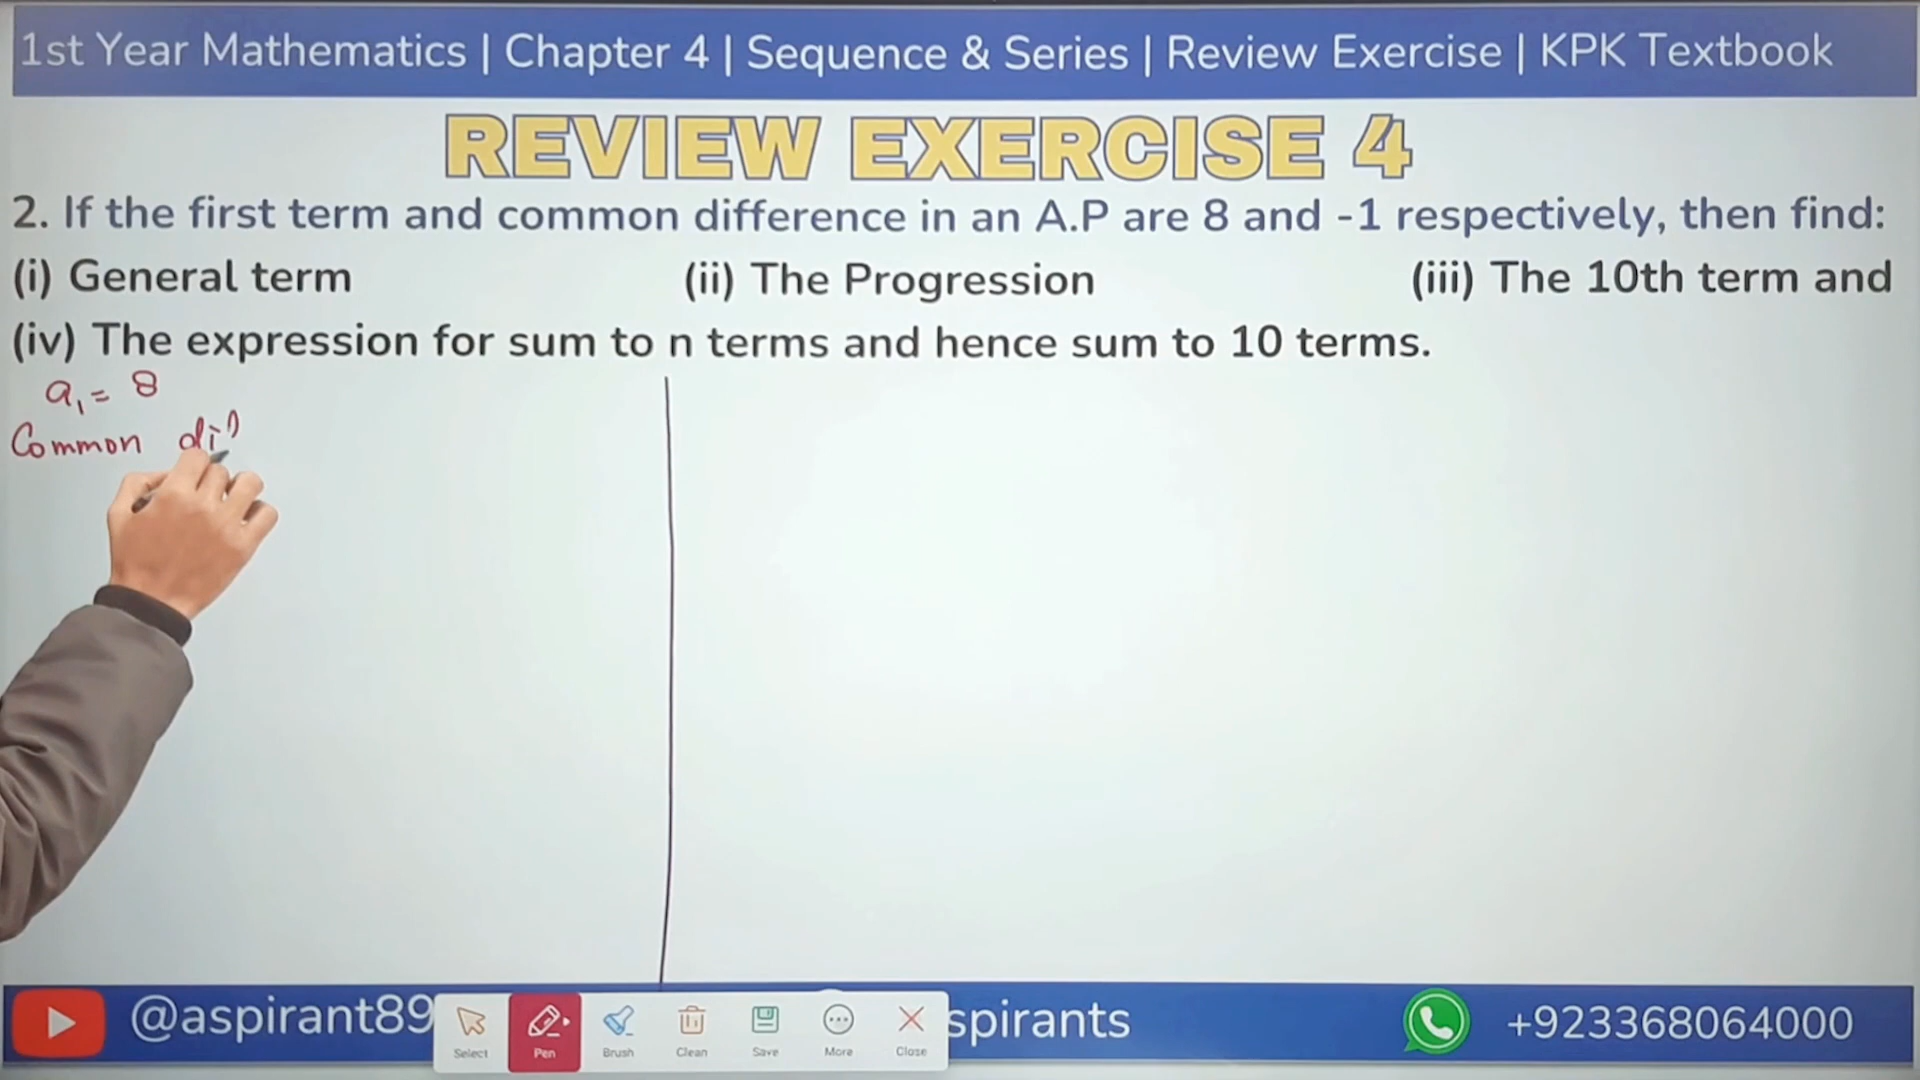 1st Year Mathematics | Chapter 4 | Sequence & Series | Review Exercise | KPK Textbook
REVIEW EXERCISE 4
2. If the first term and common difference in an A.P are 8 and -1 respectively, then find:
(i) General term (ii) The Progression (iii) The 10th term and
(iv) The expression for sum to n terms and hence sum to 10 terms.
a₁ = 8
Common
@aspirant89 spirants +923368064000
Select Pen Brush Clean Save More Close